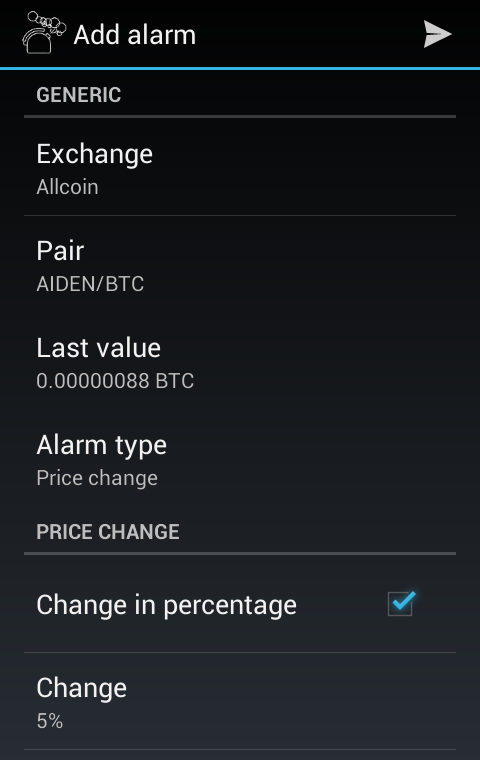 Add alarm
GENERIC
Exchange
Allcoin
Pair
AIDEN/BTC
Last value
0.00000088 BTC
Alarm type
Price change
PRICE CHANGE
Change in percentage
Change
5%